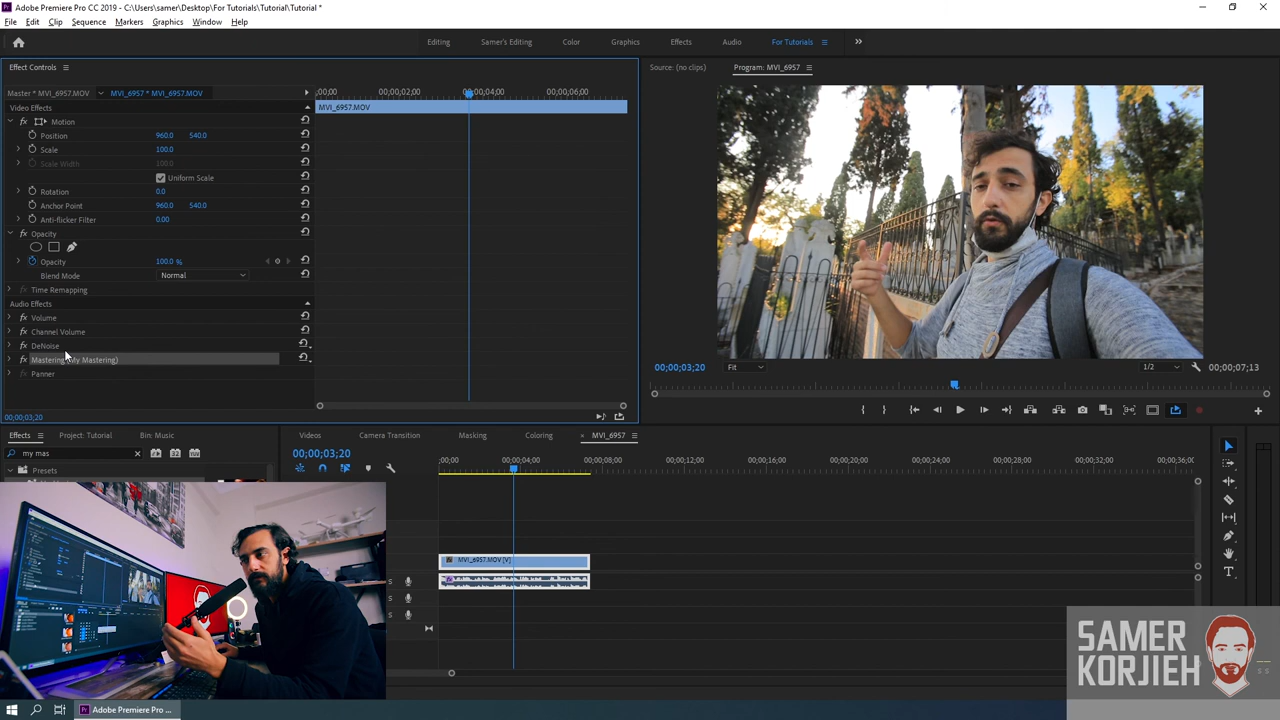 Adobe Premiere Pro CC 2019 - C:\Users\samer\Desktop\For Tutorials\Tutorial\Tutorial *
File Edit Clip Sequence Markers Graphics Window Help
Editing Samer's Editing Color Graphics Effects Audio For Tutorials
Effect Controls
Source: (no clips) Program: MVI_6957
Master * MVI_6957.MOV MVI_6957 * MVI_6957.MOV
;00;00 00;00;02;00 00;00;04;00 00;00;06;00
Video Effects
MVI_6957.MOV
fx Motion
Position 960.0 540.0
Scale 100.0
Scale Width 100.0
Uniform Scale
Rotation 0.0
Anchor Point 960.0 540.0
Anti-flicker Filter 0.00
fx Opacity
Opacity 100.0 %
Blend Mode Normal
fx Time Remapping
Audio Effects
fx Volume
fx Channel Volume
fx DeNoise
fx Mastering (My Mastering)
fx Panner
00;00;03;20
00;00;03;20 Fit 1/2 00;00;07;13
Effects Project: Tutorial Bin: Music
my mas
Presets
Videos Camera Transition Masking Coloring MVI_6957
00;00;03;20
;00;00 00;00;04;00 00;00;08;00 00;00;12;00 00;00;16;00 00;00;20;00 00;00;24;00 00;00;28;00 00;00;32;00 00;00;36;00
MVI_6957.MOV [V]
S
S
S
S S
SAMER
KORJIEH
Adobe Premiere Pro ...